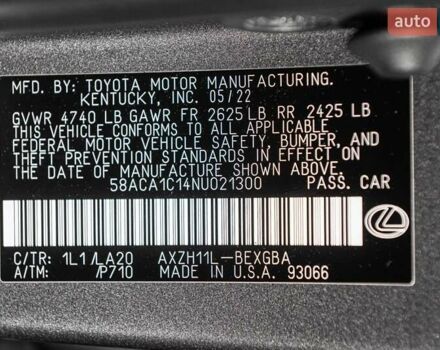 auto
MFD. BY: TOYOTA MOTOR MANUFACTURING.
KENTUCKY, INC. 05/22
GVWR 4740 LB GAWR FR 2625 LB RR 2425 LB
THIS VEHICLE CONFORMS TO ALL APPLICABLE
FEDERAL MOTOR VEHICLE SAFETY, BUMPER, AND
THEFT PREVENTION STANDARDS IN EFFECT ON
THE DATE OF MANUFACTURE SHOWN ABOVE.
58ACA1C14NU021300 PASS. CAR
C/TR: 1L1/LA20 AXZH11L-BEXGBA
A/TM: /P710 MADE IN U.S.A. 93066